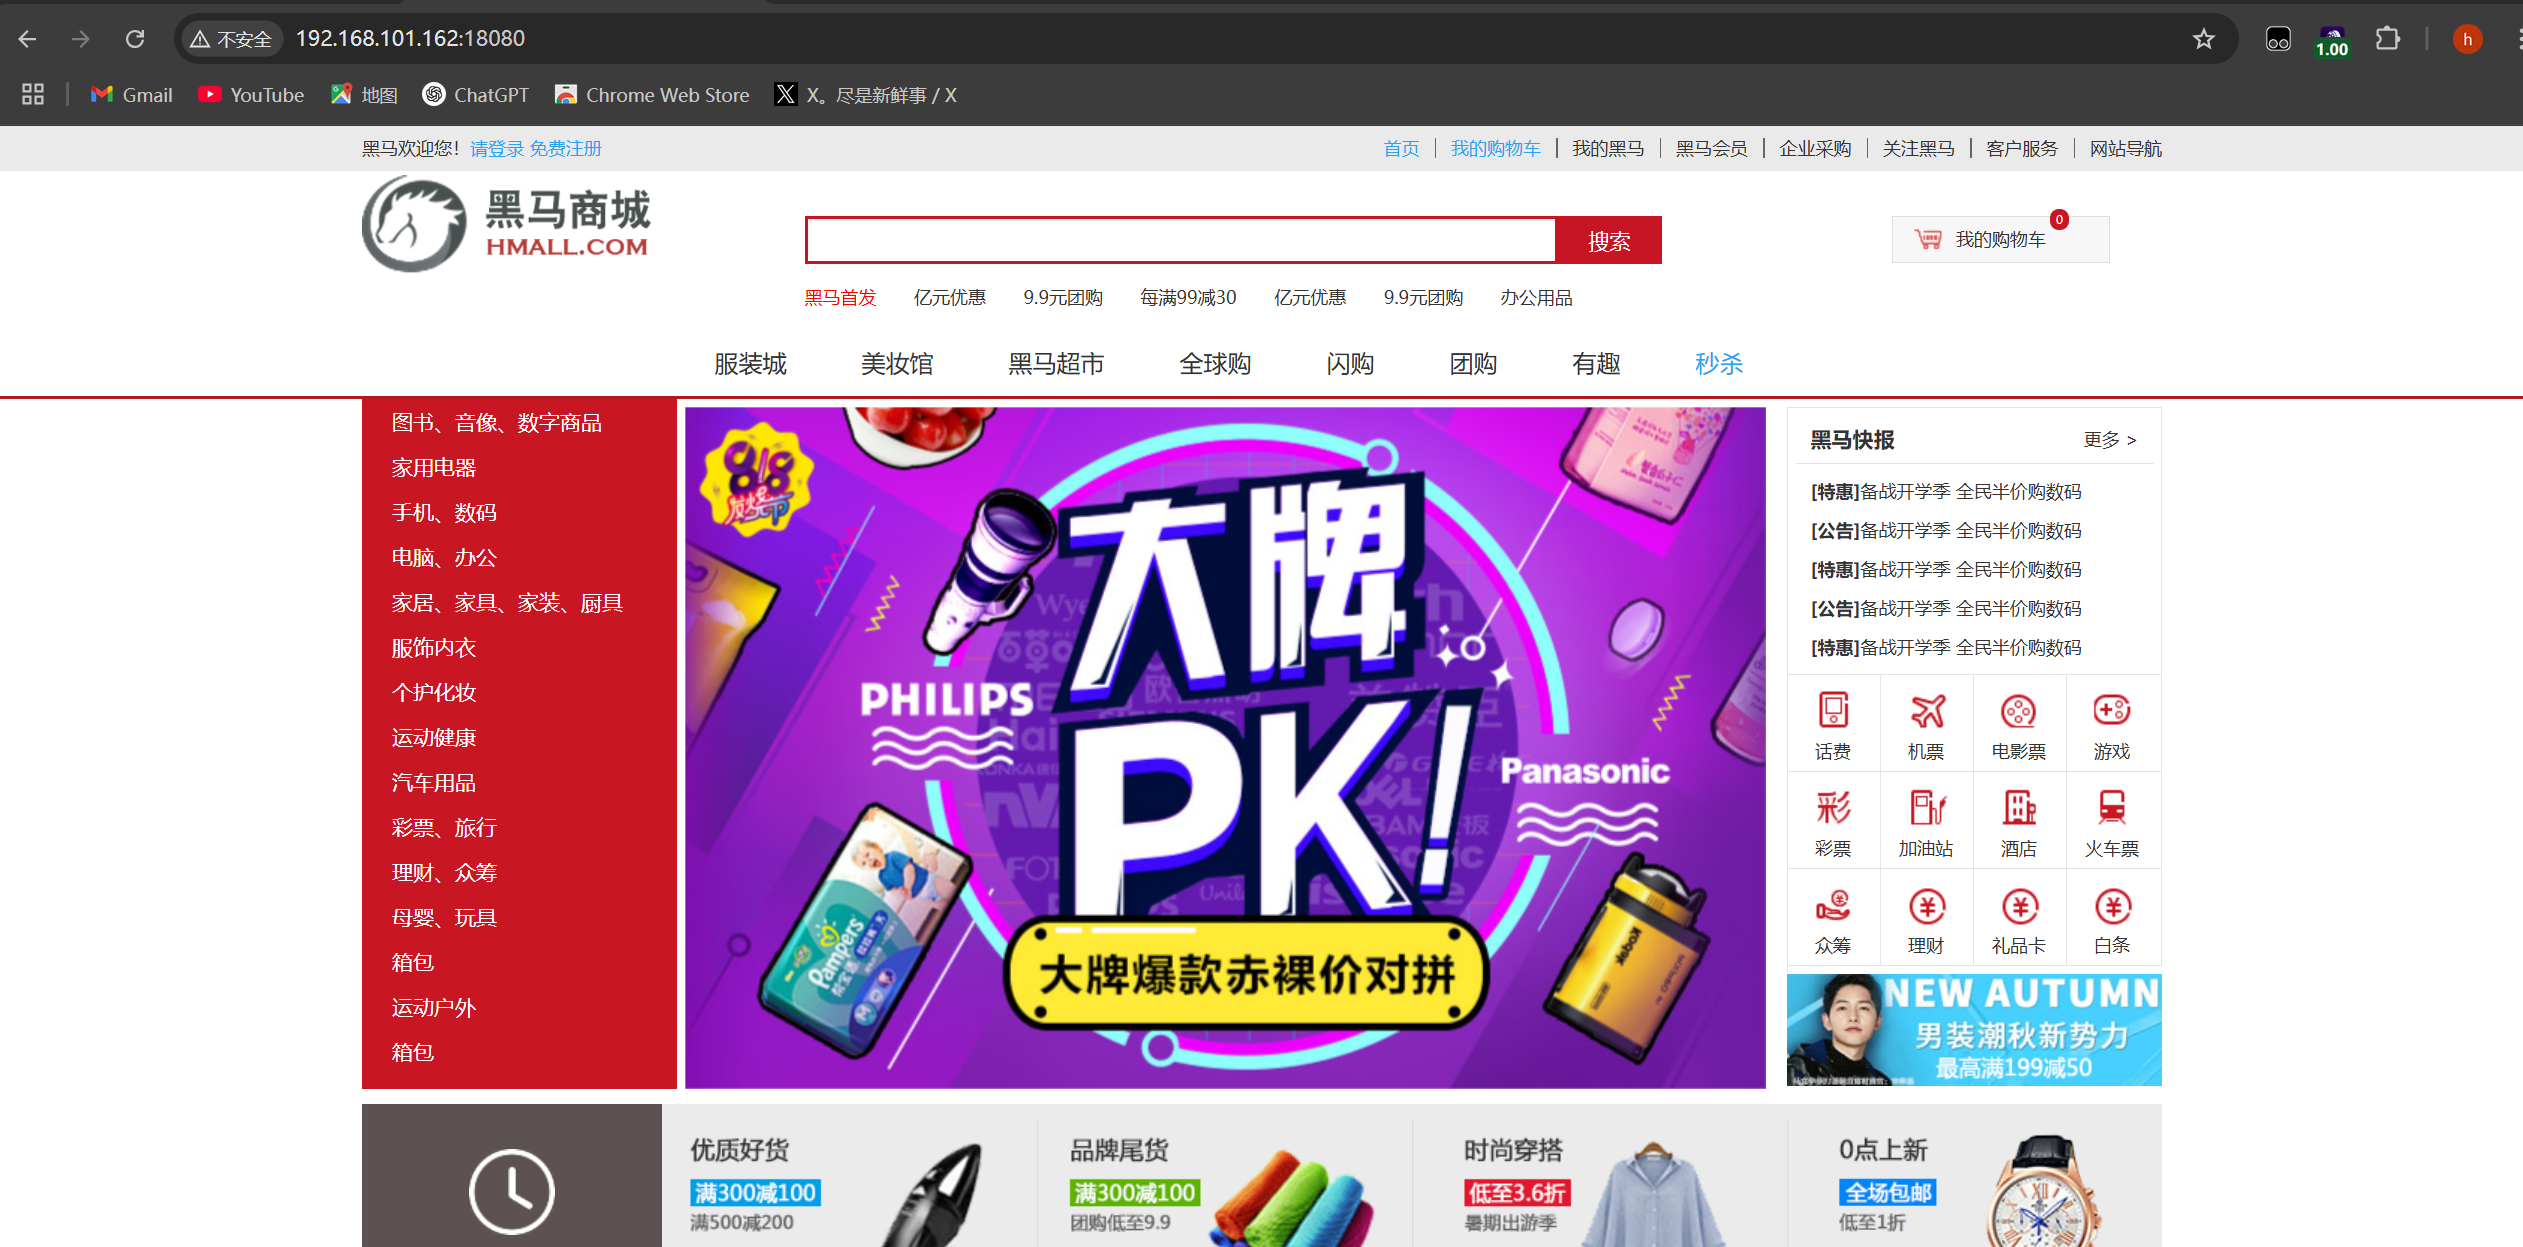 不安全 192.168.101.162:18080
1.00
h
Gmail YouTube 地图 ChatGPT Chrome Web Store X。尽是新鲜事 / X
黑马欢迎您！请登录 免费注册
首页 我的购物车 我的黑马 黑马会员 企业采购 关注黑马 客户服务 网站导航
黑马商城
HMALL.COM
搜索
0
我的购物车
黑马首发 亿元优惠 9.9元团购 每满99减30 亿元优惠 9.9元团购 办公用品
服装城 美妆馆 黑马超市 全球购 闪购 团购 有趣 秒杀
图书、音像、数字商品
家用电器
手机、数码
电脑、办公
家居、家具、家装、厨具
服饰内衣
个护化妆
运动健康
汽车用品
彩票、旅行
理财、众筹
母婴、玩具
箱包
运动户外
箱包
大牌
PK!
PHILIPS
Panasonic
Pampers
Kodak
大牌爆款赤裸价对拼
黑马快报 更多 >
[特惠]备战开学季 全民半价购数码
[公告]备战开学季 全民半价购数码
[特惠]备战开学季 全民半价购数码
[公告]备战开学季 全民半价购数码
[特惠]备战开学季 全民半价购数码
话费 机票 电影票 游戏
彩
彩票 加油站 酒店 火车票
众筹 理财 礼品卡 白条
NEW AUTUMN
男装潮秋新势力
最高满199减50
优质好货
满300减100
满500减200
品牌尾货
满300减100
团购低至9.9
时尚穿搭
低至3.6折
暑期出游季
0点上新
全场包邮
低至1折